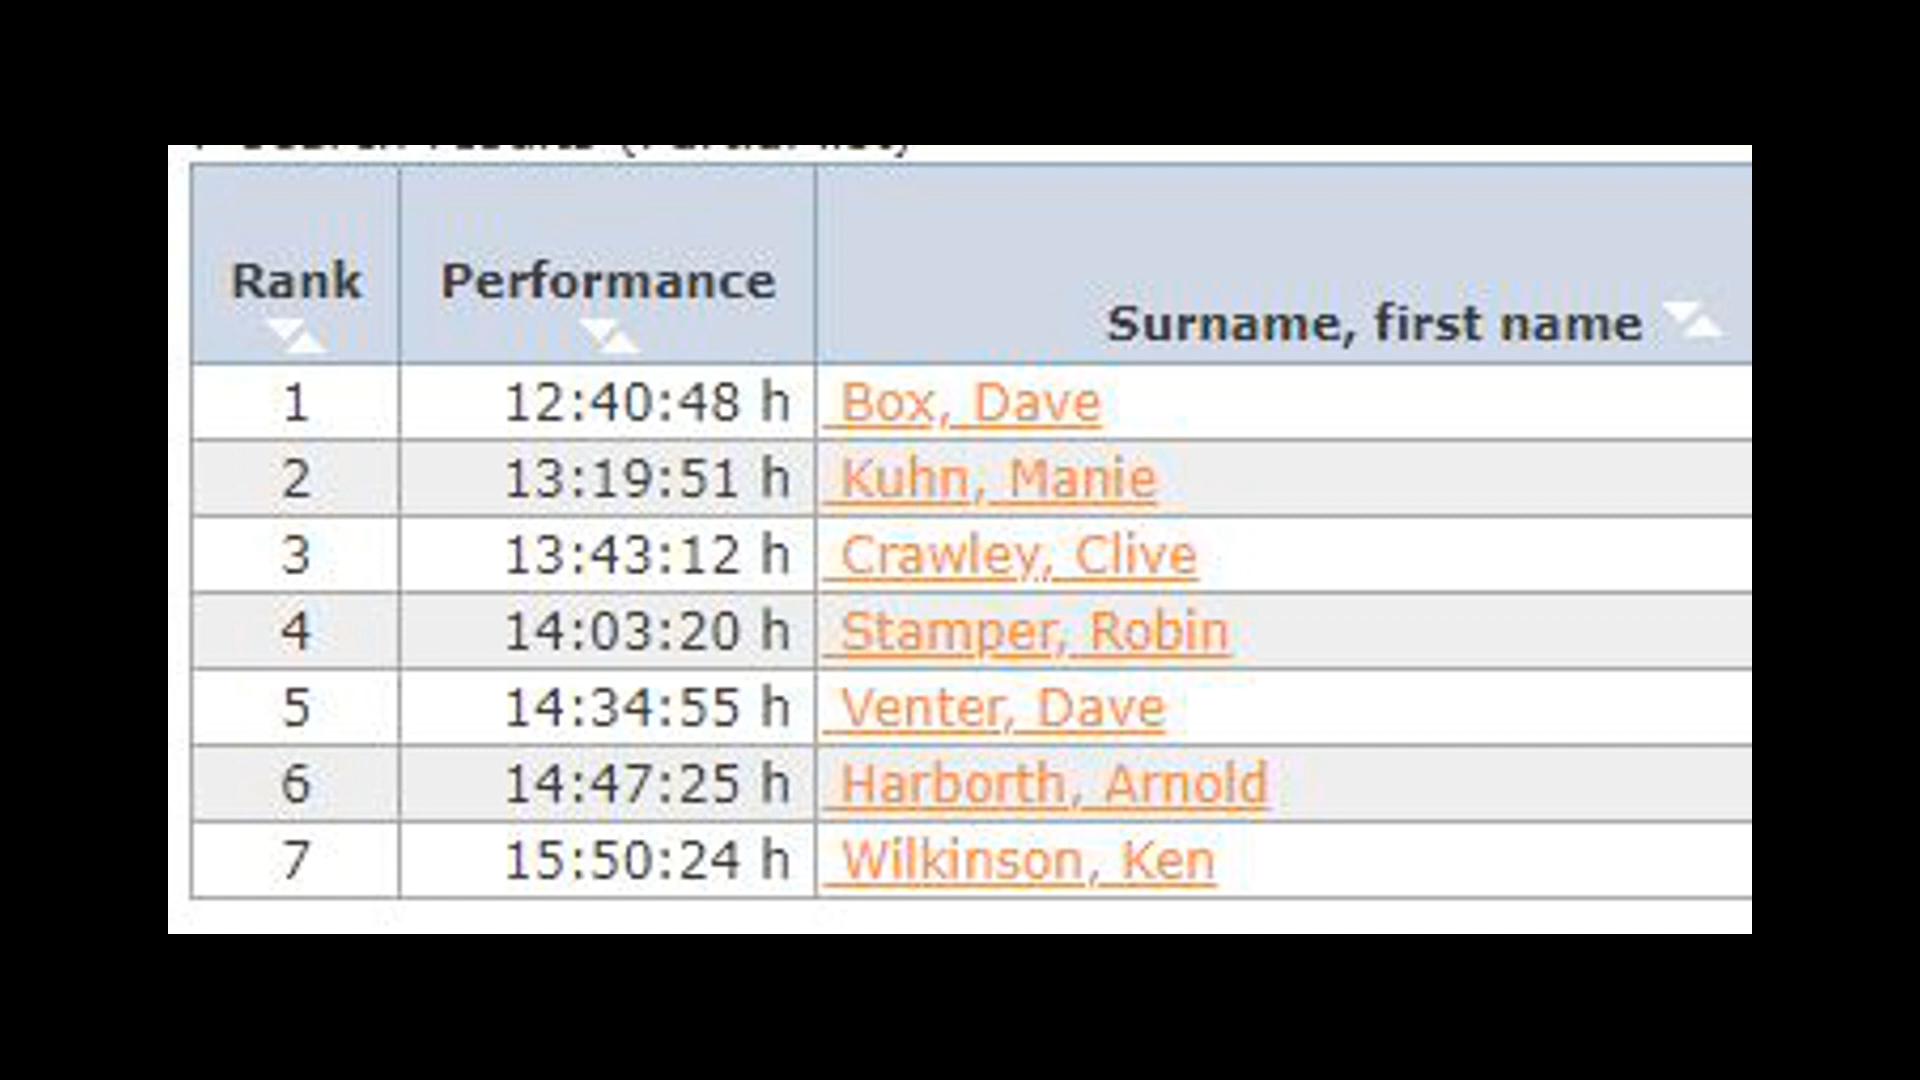 Rank Performance Surname, first name
1 12:40:48 h Box, Dave
2 13:19:51 h Kuhn, Manie
3 13:43:12 h Crawley, Clive
4 14:03:20 h Stamper, Robin
5 14:34:55 h Venter, Dave
6 14:47:25 h Harborth, Arnold
7 15:50:24 h Wilkinson, Ken